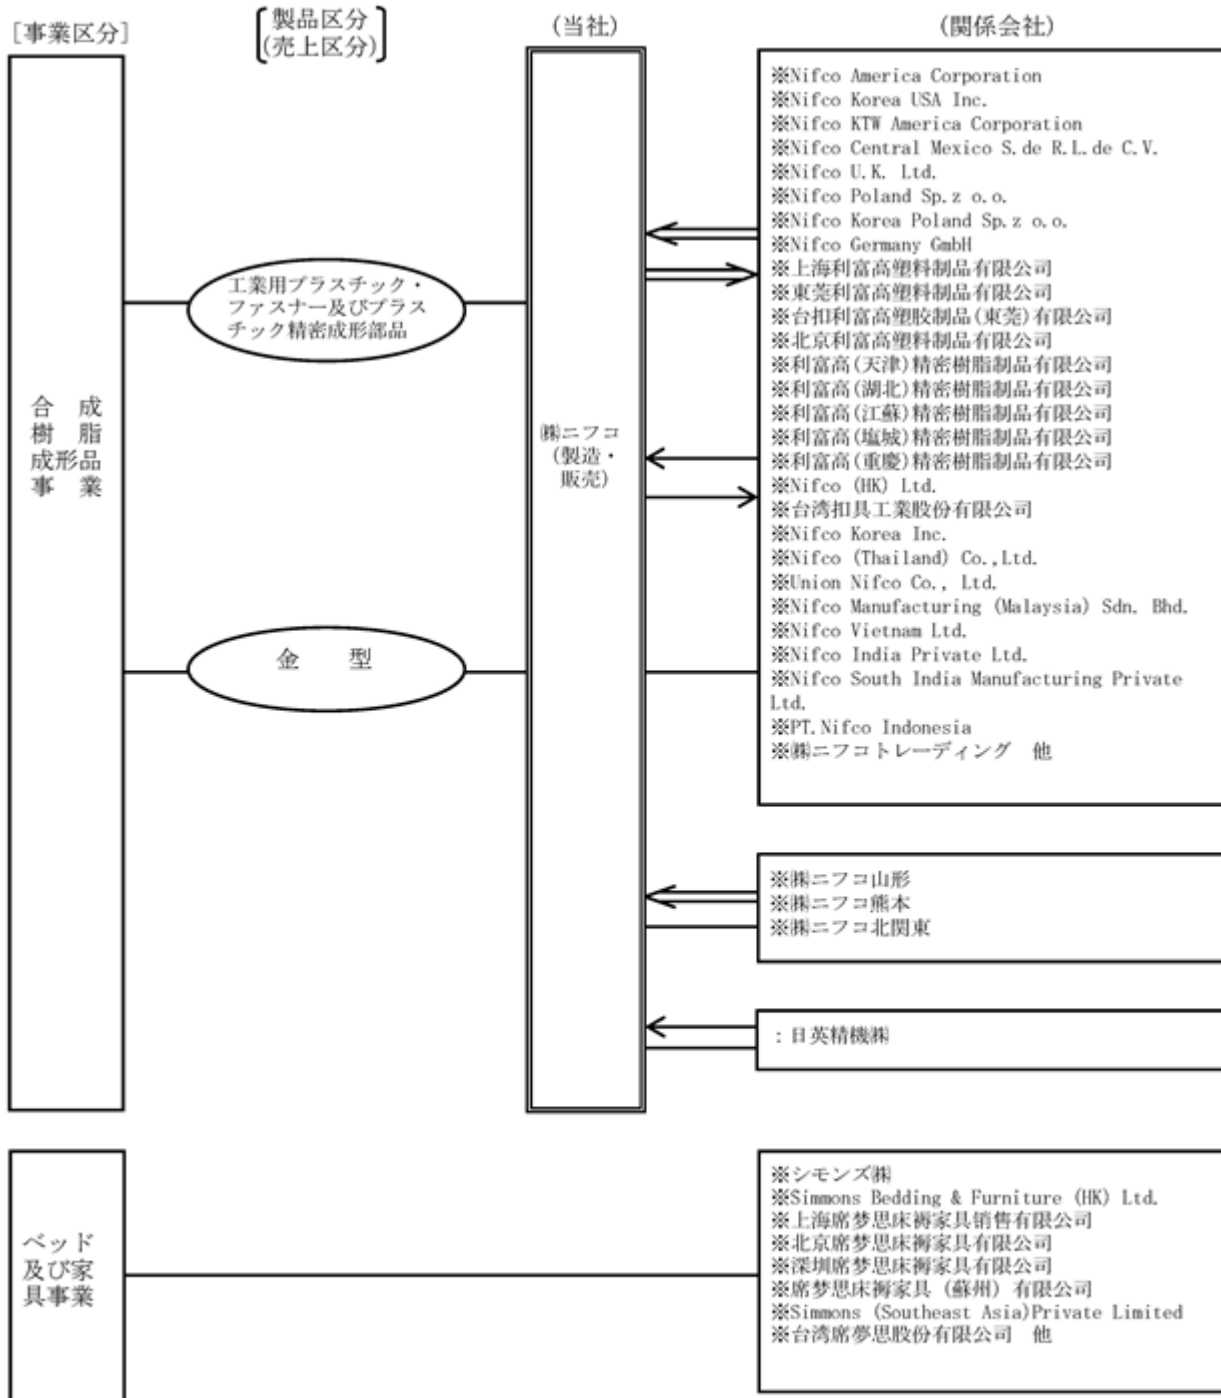 [事業区分]
製品区分
(売上区分)
(当社)
(関係会社)
合成
樹脂
成形品
事業
工業用プラスチック・
ファスナー及びプラス
チック精密成形部品
金型
㈱ニフコ
(製造・
販売)
※Nifco America Corporation
※Nifco Korea USA Inc.
※Nifco KTW America Corporation
※Nifco Central Mexico S.de R.L.de C.V.
※Nifco U.K. Ltd.
※Nifco Poland Sp.z o.o.
※Nifco Korea Poland Sp.z o.o.
※Nifco Germany GmbH
※上海利富高塑料制品有限公司
※東莞利富高塑料制品有限公司
※台扣利富高塑胶制品(東莞)有限公司
※北京利富高塑料制品有限公司
※利富高(天津)精密樹脂制品有限公司
※利富高(湖北)精密樹脂制品有限公司
※利富高(江蘇)精密樹脂制品有限公司
※利富高(塩城)精密樹脂制品有限公司
※利富高(重慶)精密樹脂制品有限公司
※Nifco (HK) Ltd.
※台湾扣具工業股份有限公司
※Nifco Korea Inc.
※Nifco (Thailand) Co.,Ltd.
※Union Nifco Co., Ltd.
※Nifco Manufacturing (Malaysia) Sdn. Bhd.
※Nifco Vietnam Ltd.
※Nifco India Private Ltd.
※Nifco South India Manufacturing Private
Ltd.
※PT.Nifco Indonesia
※㈱ニフコトレーディング 他
※㈱ニフコ山形
※㈱ニフコ熊本
※㈱ニフコ北関東
：日英精機㈱
ベッド
及び家
具事業
※シモンズ㈱
※Simmons Bedding & Furniture (HK) Ltd.
※上海席梦思床褥家具销售有限公司
※北京席梦思床褥家具有限公司
※深圳席梦思床褥家具有限公司
※席梦思床褥家具 (蘇州) 有限公司
※Simmons (Southeast Asia)Private Limited
※台湾席夢思股份有限公司 他